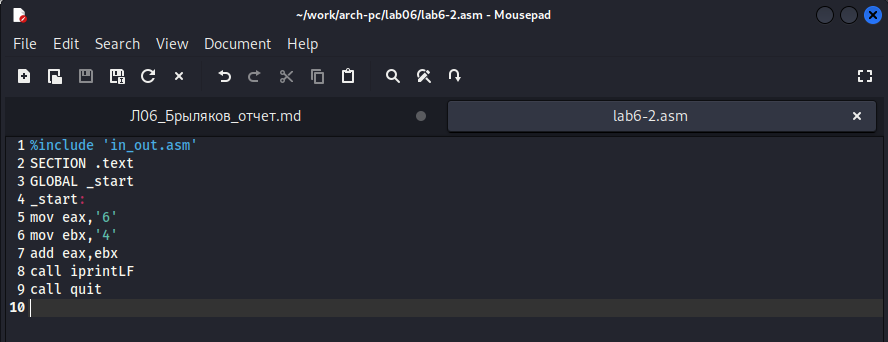 ~/work/arch-pc/lab06/lab6-2.asm - Mousepad
File Edit Search View Document Help
Л06_Брыляков_отчет.md lab6-2.asm
1 %include 'in_out.asm'
2 SECTION .text
3 GLOBAL _start
4 _start:
5 mov eax,'6'
6 mov ebx,'4'
7 add eax,ebx
8 call iprintLF
9 call quit
10